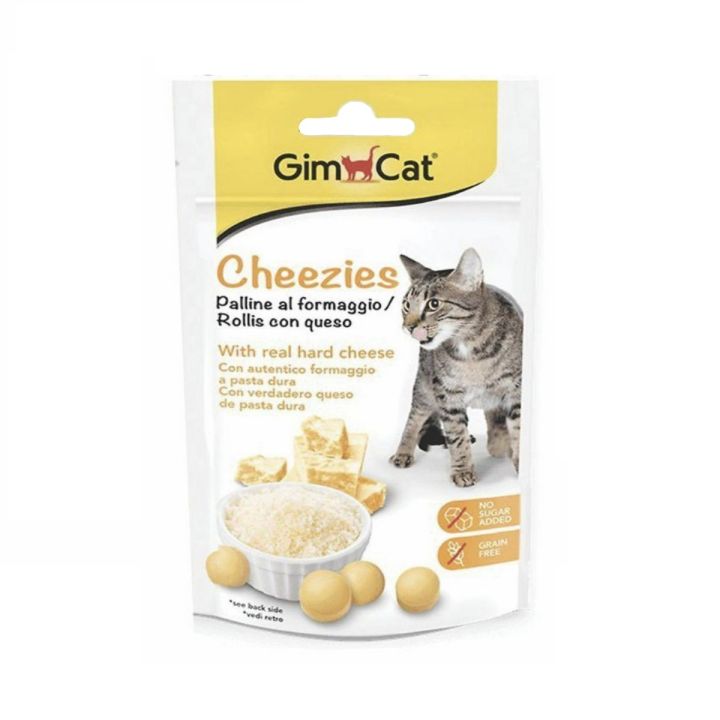 GimCat®
Cheezies
Palline al formaggio/
Rollis con queso
With real hard cheese
Con autentico formaggio
a pasta dura
Con verdadero queso
de pasta dura
NO
SUGAR
ADDED
GRAIN
FREE
*see back side
*vedi retro